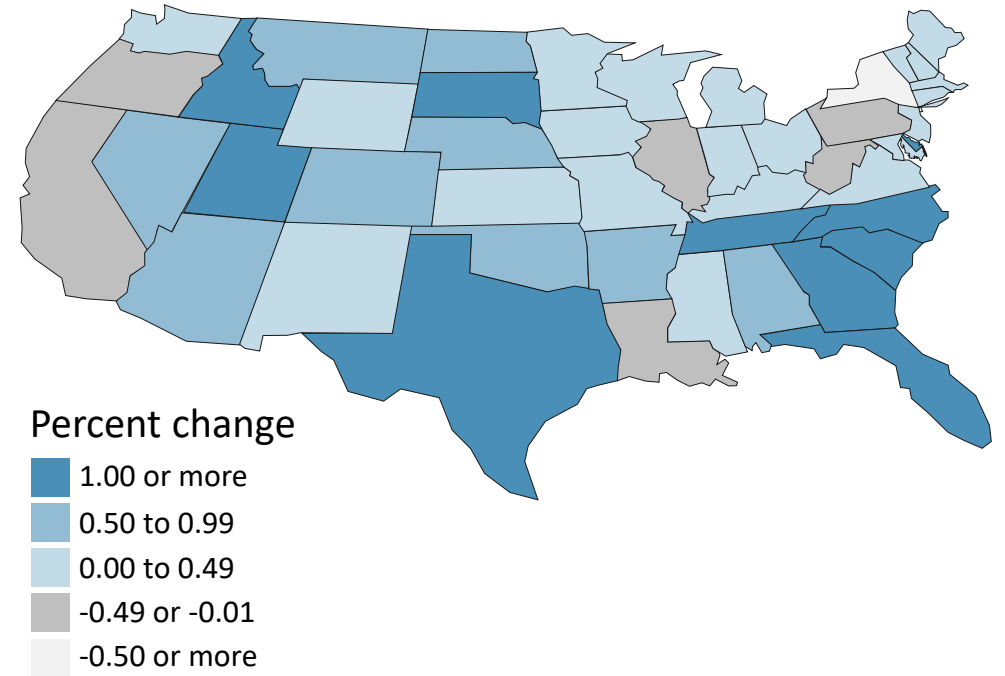 Percent change
1.00 or more
0.50 to 0.99
0.00 to 0.49
-0.49 or -0.01
-0.50 or more